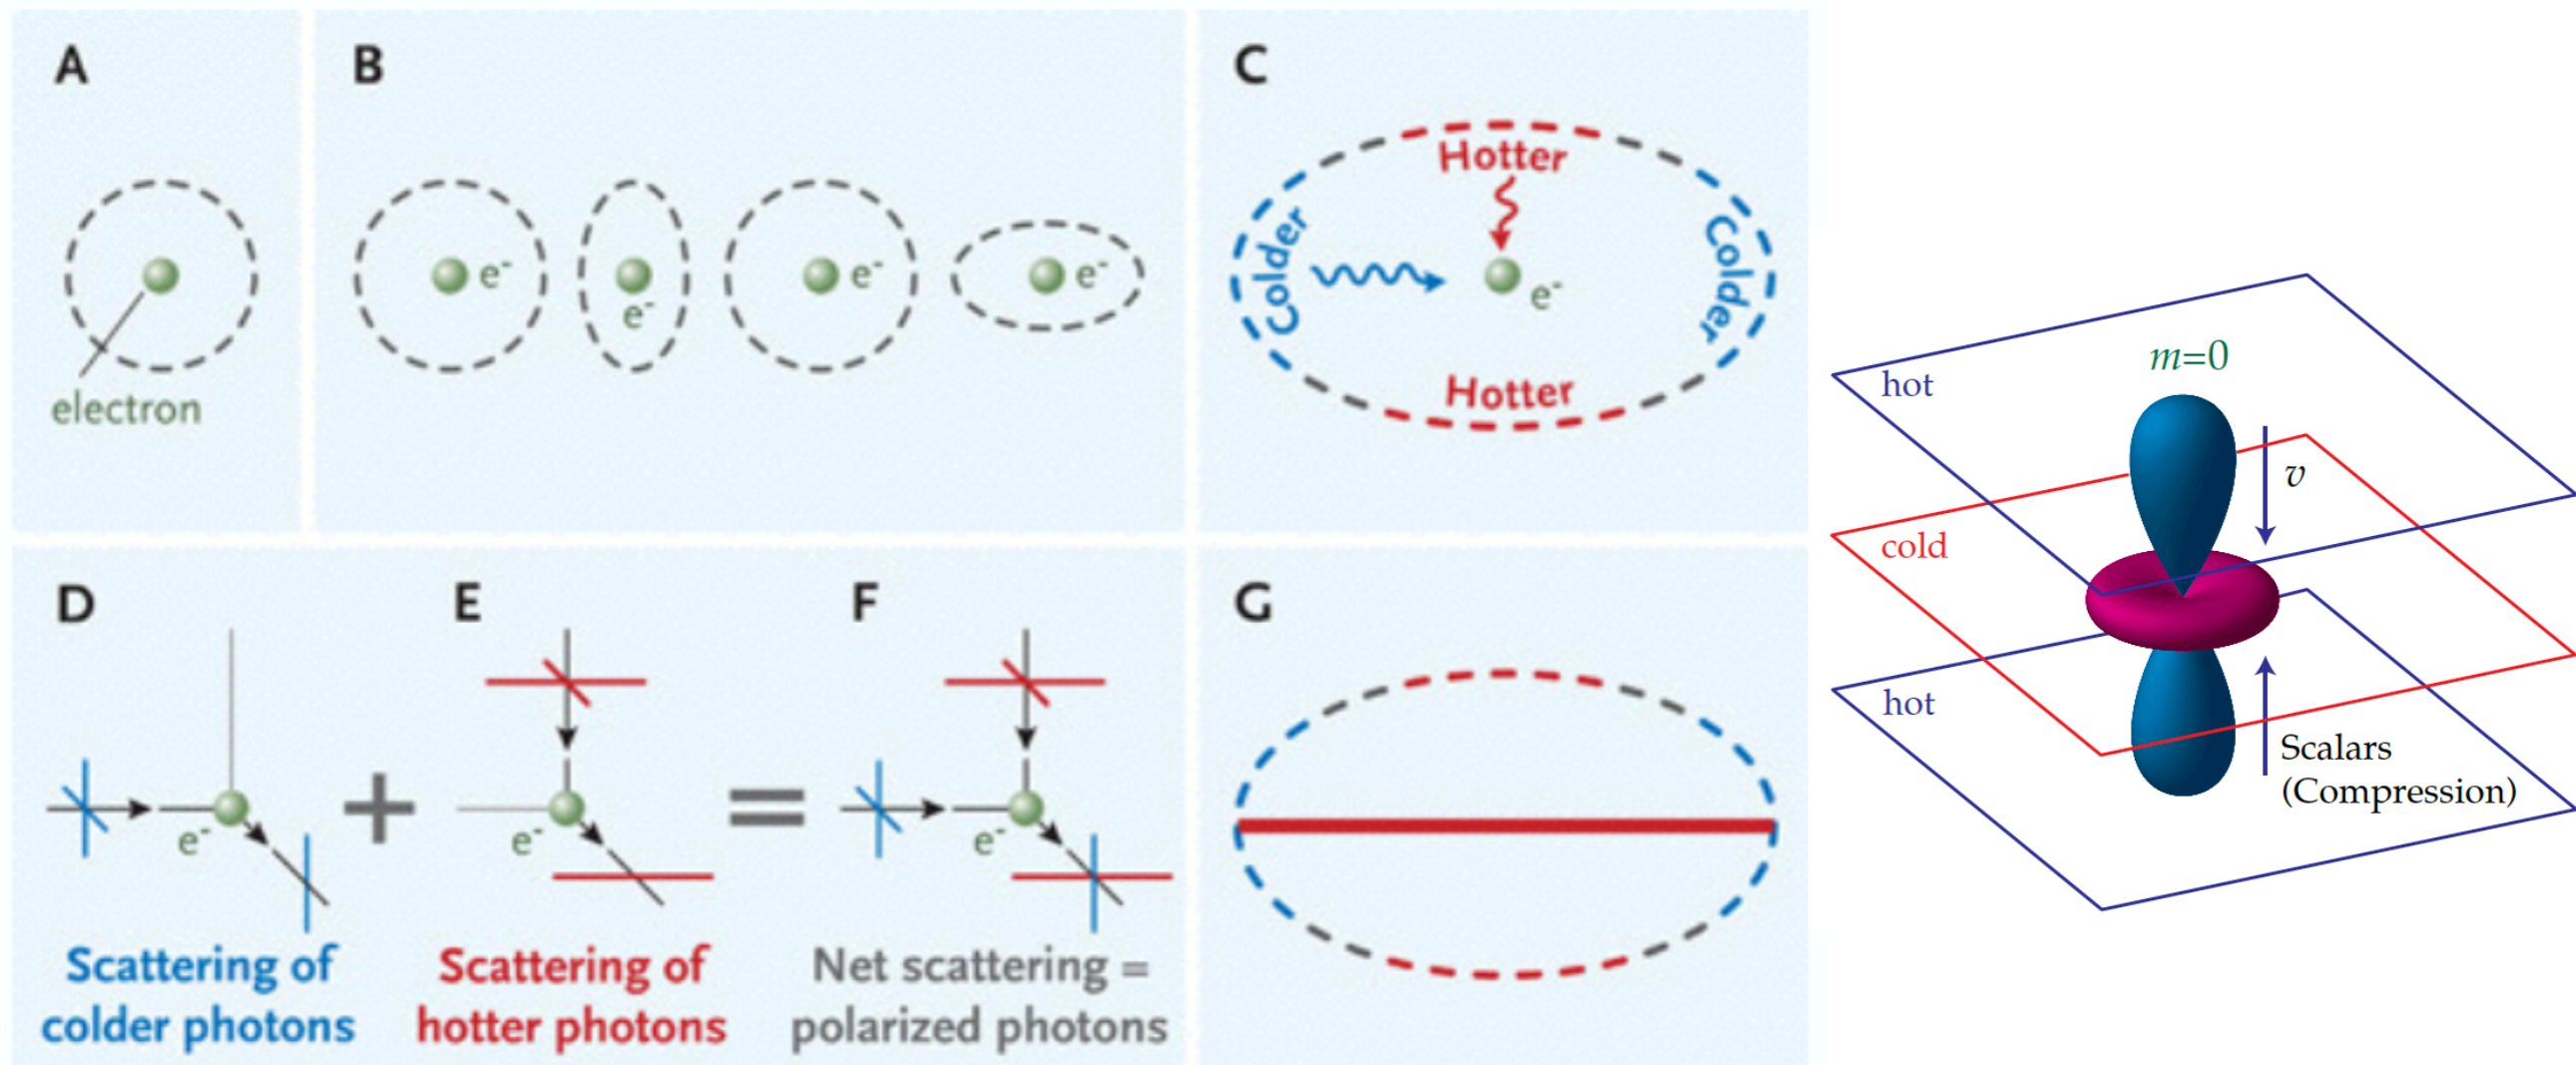 A
electron
B
e-
e-
e-
e-
C
Hotter
Colder
Colder
e-
Hotter
D
e-
Scattering of
colder photons
E
e-
Scattering of
hotter photons
F
e-
Net scattering =
polarized photons
G
m=0
hot
v
cold
hot
Scalars
(Compression)